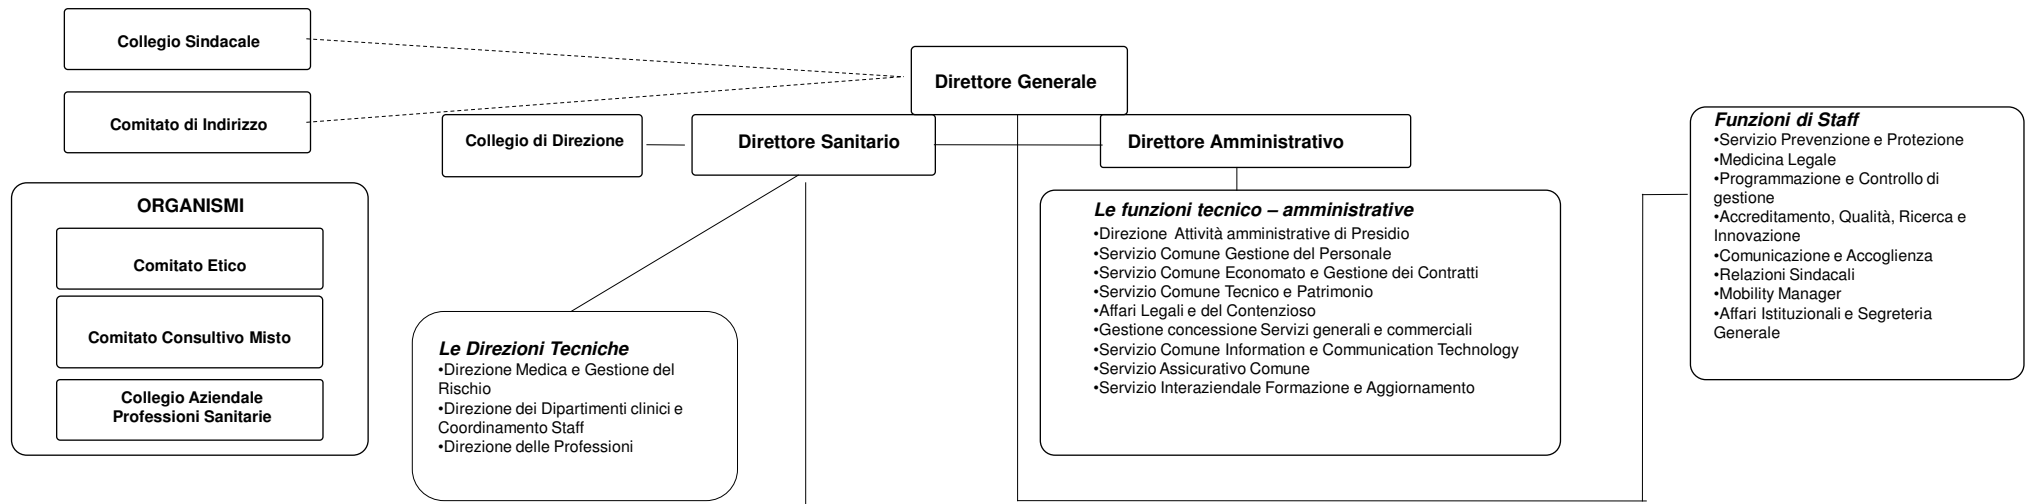 Collegio Sindacale
Comitato di Indirizzo
Direttore Generale
Collegio di Direzione
Direttore Sanitario
Direttore Amministrativo
ORGANISMI
Comitato Etico
Comitato Consultivo Misto
Collegio Aziendale
Professioni Sanitarie
Le Direzioni Tecniche
•Direzione Medica e Gestione del
Rischio
•Direzione dei Dipartimenti clinici e
Coordinamento Staff
•Direzione delle Professioni
Le funzioni tecnico – amministrative
•Direzione Attività amministrative di Presidio
•Servizio Comune Gestione del Personale
•Servizio Comune Economato e Gestione dei Contratti
•Servizio Comune Tecnico e Patrimonio
•Affari Legali e del Contenzioso
•Gestione concessione Servizi generali e commerciali
•Servizio Comune Information e Communication Technology
•Servizio Assicurativo Comune
•Servizio Interaziendale Formazione e Aggiornamento
Funzioni di Staff
•Servizio Prevenzione e Protezione
•Medicina Legale
•Programmazione e Controllo di
gestione
•Accreditamento, Qualità, Ricerca e
Innovazione
•Comunicazione e Accoglienza
•Relazioni Sindacali
•Mobility Manager
•Affari Istituzionali e Segreteria
Generale